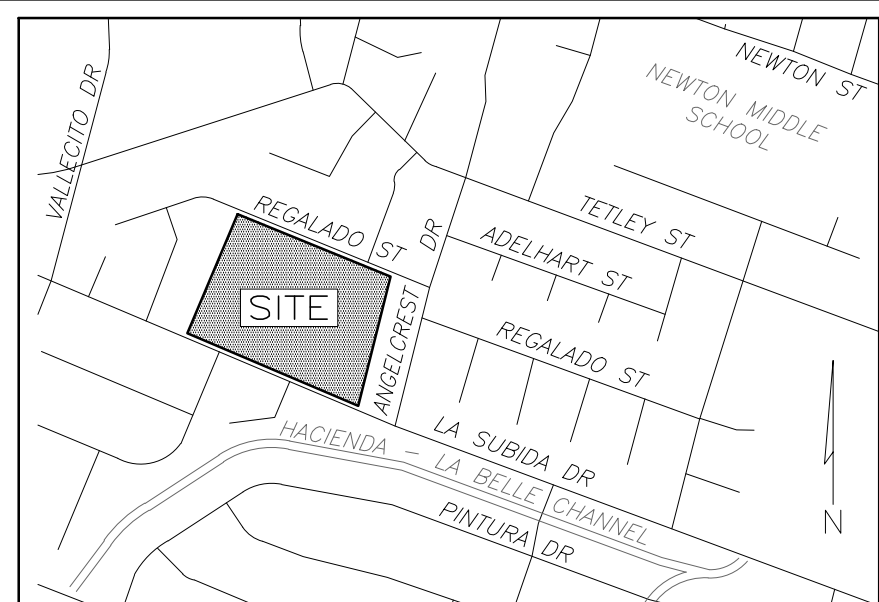 NEWTON ST
NEWTON MIDDLE
SCHOOL
VALLECITO DR
REGALADO ST
TETLEY ST
ADELHART ST
ANGELCREST DR
SITE
REGALADO ST
LA SUBIDA DR
HACIENDA - LA BELLE CHANNEL
PINTURA DR
N